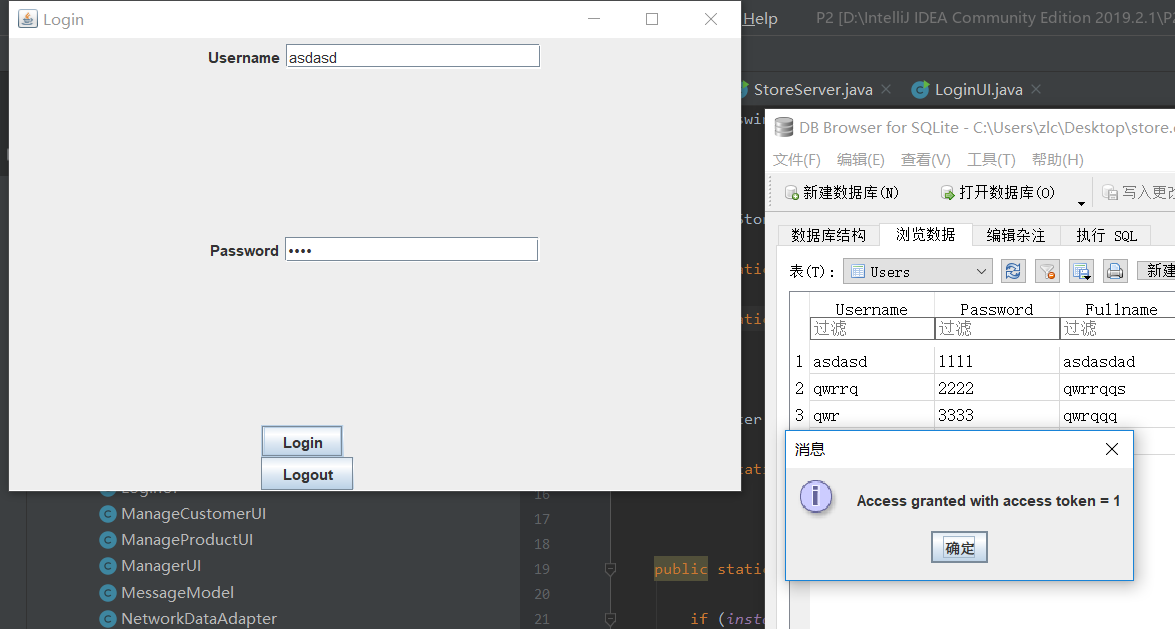 Login
Help
P2 [D:\IntelliJ IDEA Community Edition 2019.2.1\P2
StoreServer.java
LoginUI.java
Username
asdasd
Password
••••
Login
Logout
DB Browser for SQLite - C:\Users\zlc\Desktop\store.
文件(F) 编辑(E) 查看(V) 工具(T) 帮助(H)
新建数据库(N) 打开数据库(O) 写入更改
数据库结构 浏览数据 编辑杂注 执行 SQL
表(T): Users 新建
Username Password Fullname
过滤 过滤 过滤
1 asdasd 1111 asdasdad
2 qwrrq 2222 qwrrqqs
3 qwr 3333 qwrqqq
消息
Access granted with access token = 1
确定
ManageCustomerUI
ManageProductUI
ManagerUI
MessageModel
NetworkDataAdapter
16
17
18
19 public static
20
21 if (inst